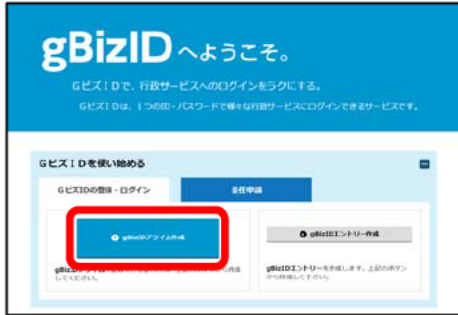 gBizIDへようこそ。
GビズIDで、行政サービスへのログインをラクにする。
GビズIDは、1つのID・パスワードで様々な行政サービスにログインできるサービスです。
GビズIDを使い始める
GビズIDの登録・ログイン
委任申請
gBizIDプライム作成
gBizIDエントリー作成
してください。
gBizIDエントリーを作成します。上記のボタン
から作成して下さい。